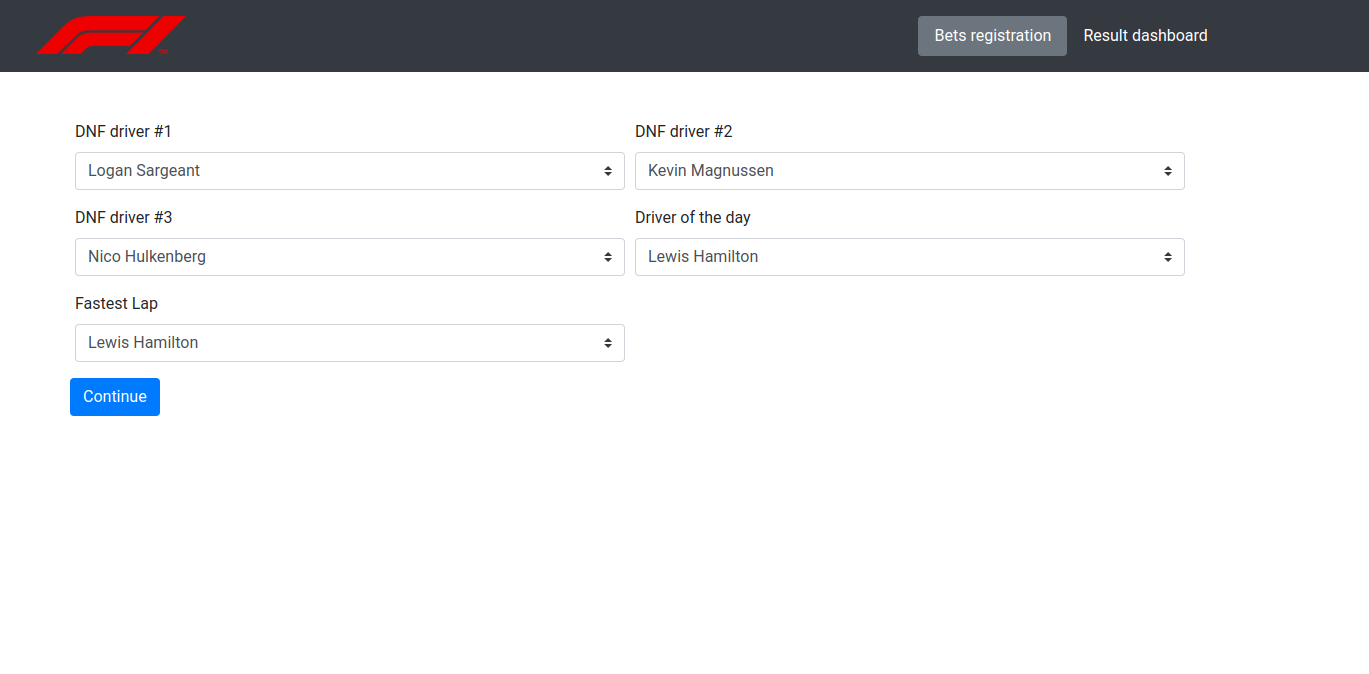 F1
Bets registration
Result dashboard
DNF driver #1
DNF driver #2
Logan Sargeant
Kevin Magnussen
DNF driver #3
Driver of the day
Nico Hulkenberg
Lewis Hamilton
Fastest Lap
Lewis Hamilton
Continue